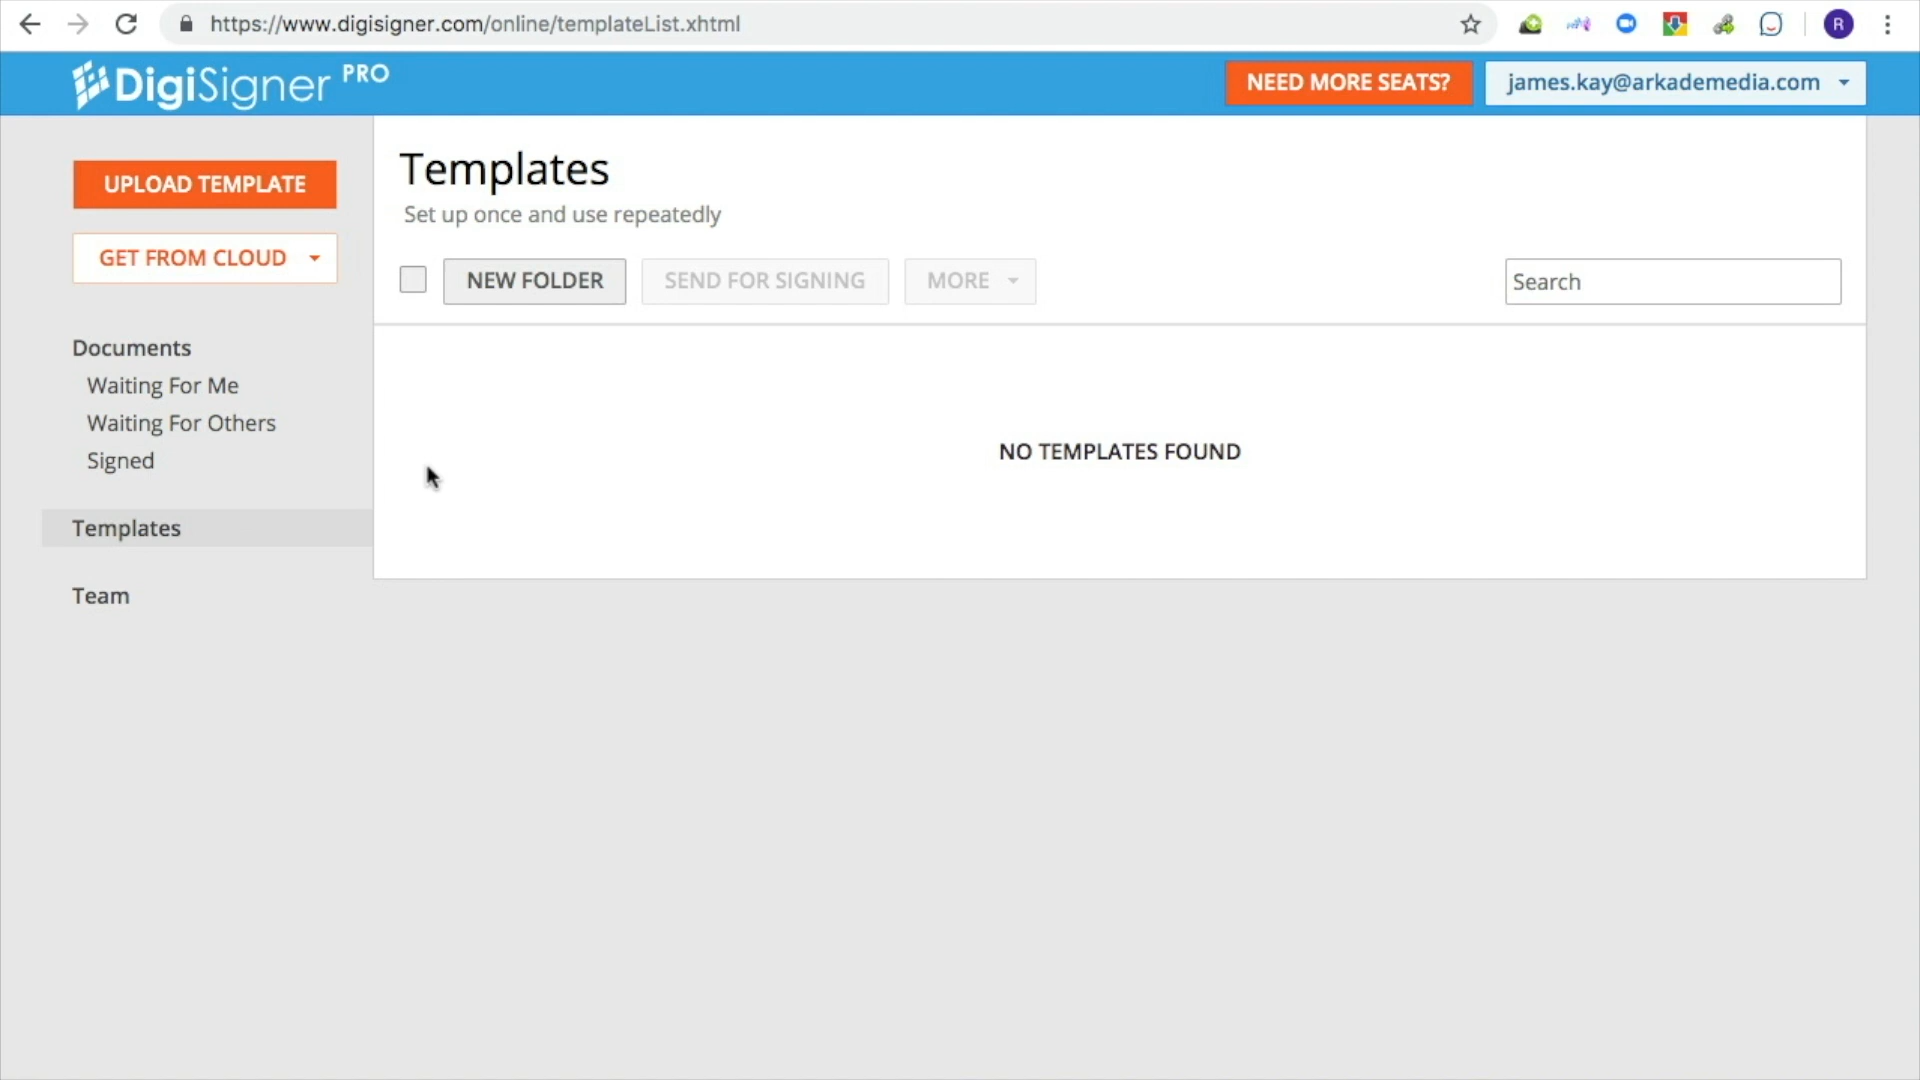 https://www.digisigner.com/online/templateList.xhtml
R
DigiSigner PRO
NEED MORE SEATS?
james.kay@arkademedia.com
UPLOAD TEMPLATE
GET FROM CLOUD
Documents
Waiting For Me
Waiting For Others
Signed
Templates
Team
Templates
Set up once and use repeatedly
NEW FOLDER
SEND FOR SIGNING
MORE
Search
NO TEMPLATES FOUND